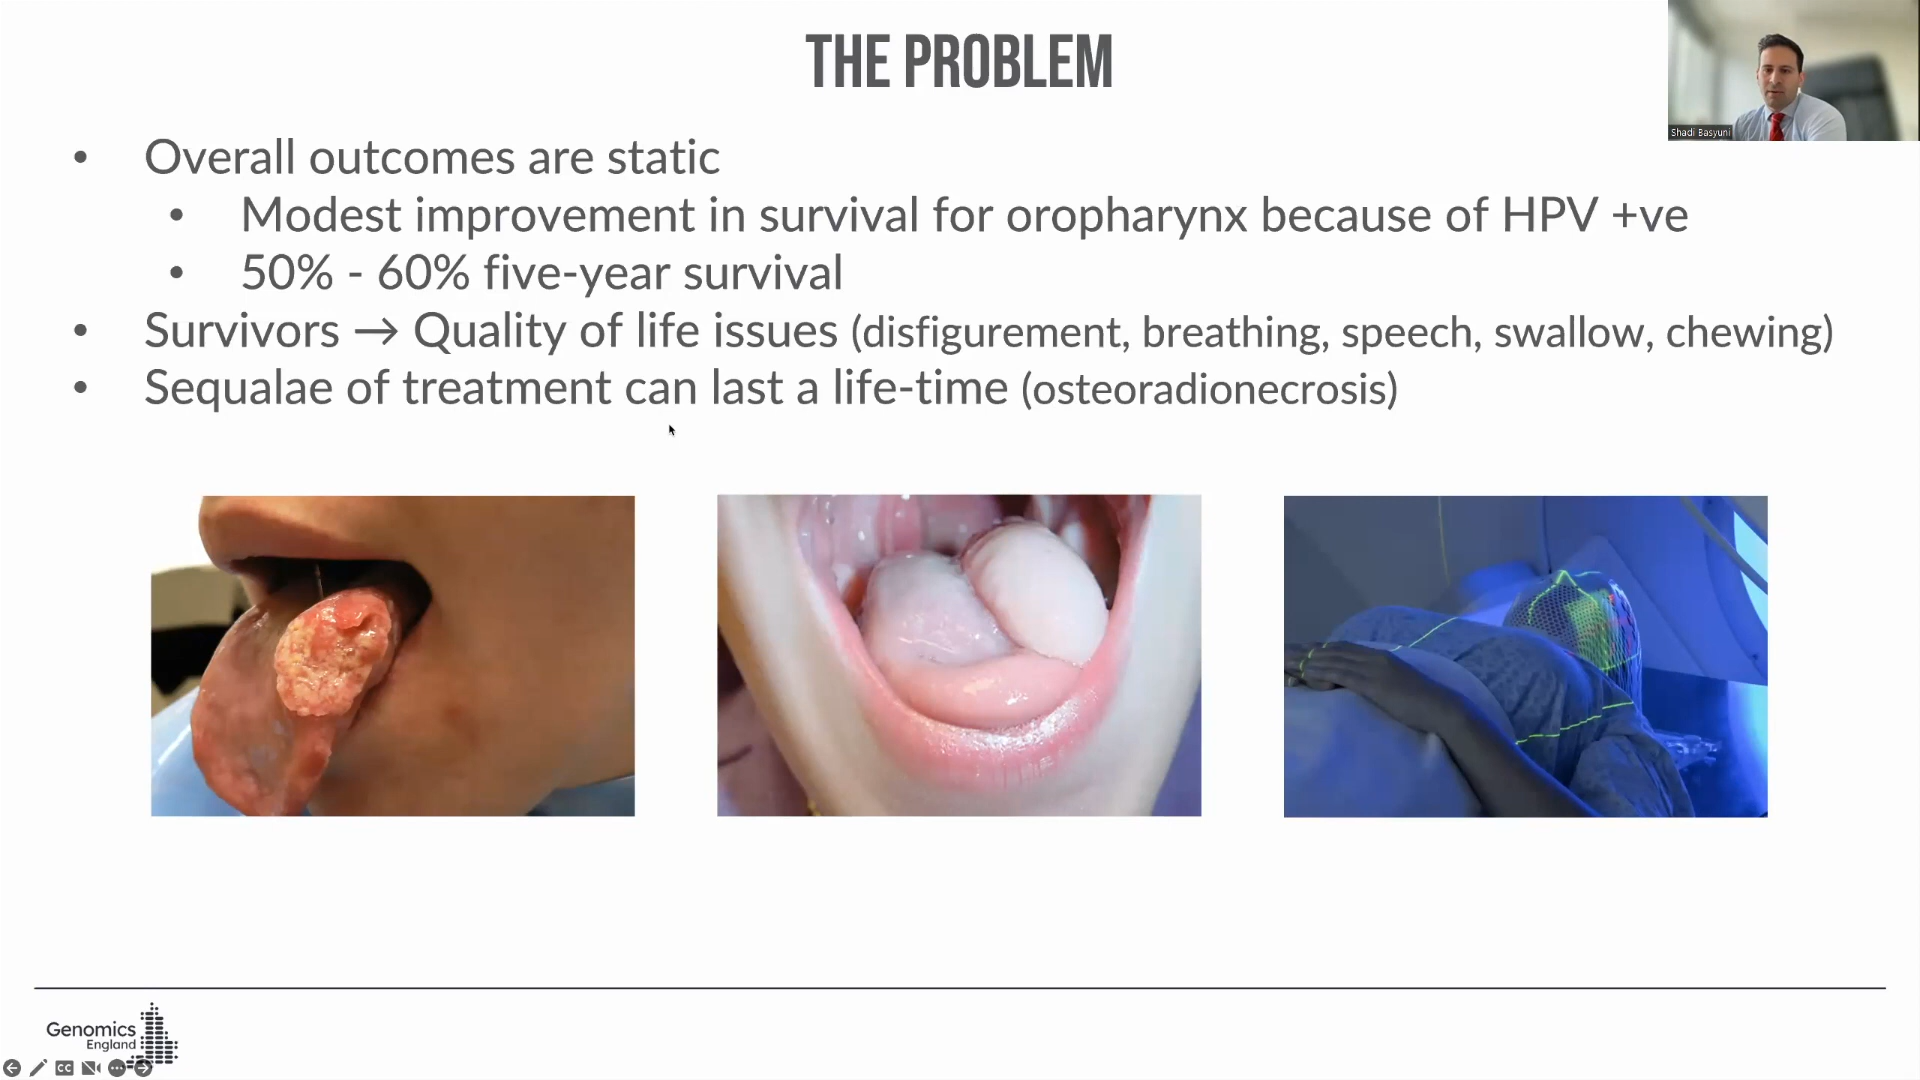 THE PROBLEM
Shadi Basyuni
• Overall outcomes are static
• Modest improvement in survival for oropharynx because of HPV +ve
• 50% - 60% five-year survival
• Survivors → Quality of life issues (disfigurement, breathing, speech, swallow, chewing)
• Sequalae of treatment can last a life-time (osteoradionecrosis)
Genomics
England
CC